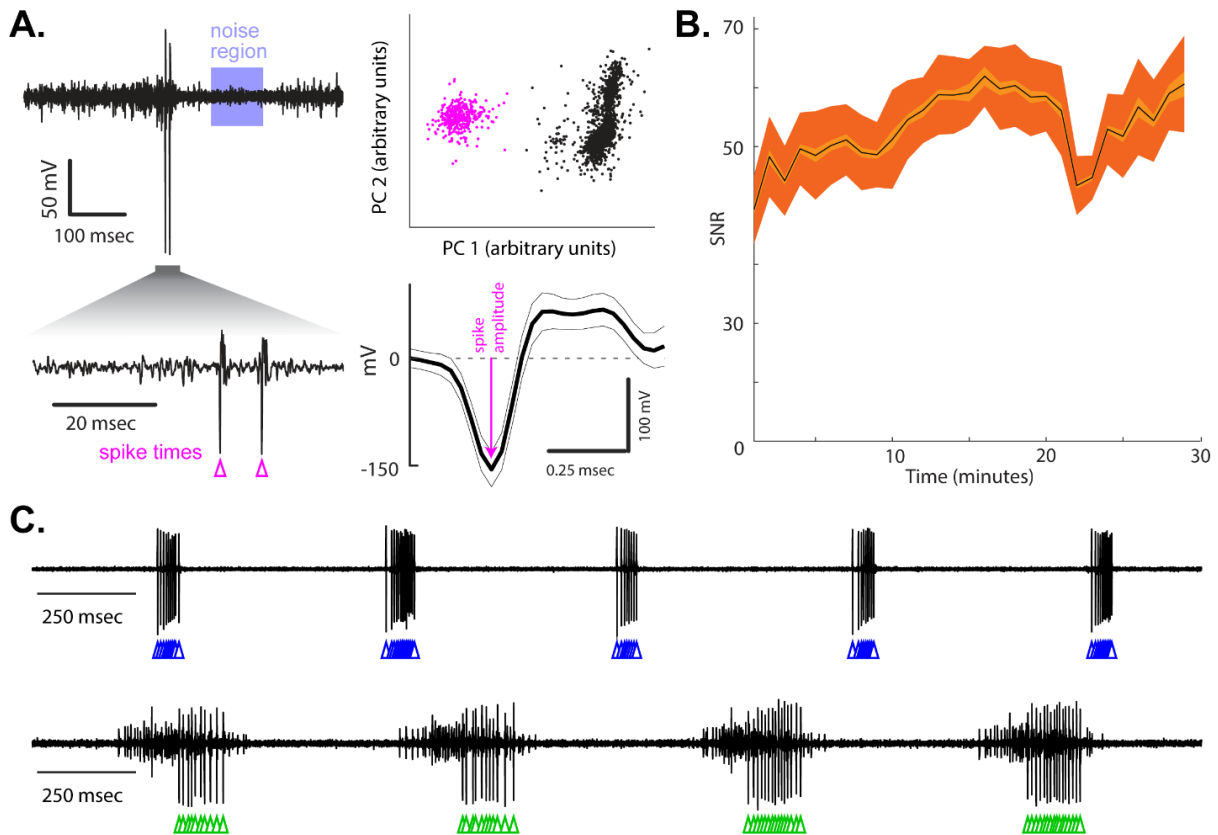 A.
noise
region
50 mV
100 msec
20 msec
spike times
PC 2 (arbitrary units)
PC 1 (arbitrary units)
mV
0
-150
spike
amplitude
100 mV
0.25 msec
B.
70
50
30
0
SNR
10
20
30
Time (minutes)
C.
250 msec
250 msec